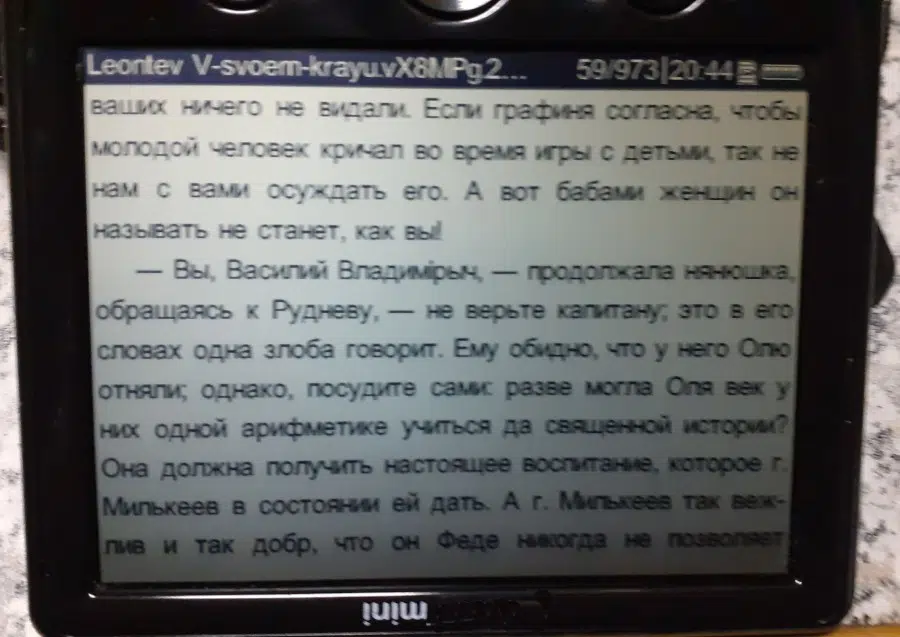 Leontev V-svoem-krayu.vX8MPg.2... 59/973|20:44
ваших ничего не видали. Если графиня согласна, чтобы
молодой человек кричал во время игры с детьми, так не
нам с вами осуждать его. А вот бабами женщин он
называть не станет, как вы!
— Вы, Василий Владимірыч, — продолжала нянюшка,
обращаясь к Рудневу, — не верьте капитану; это в его
словах одна злоба говорит. Ему обидно, что у него Олю
отняли; однако, посудите сами: разве могла Оля век у
них одной арифметике учиться да священной истории?
Она должна получить настоящее воспитание, которое г.
Милькеев в состоянии ей дать. А г. Милькеев так веж-
лив и так добр, что он Феде никогда не позволяет
mini